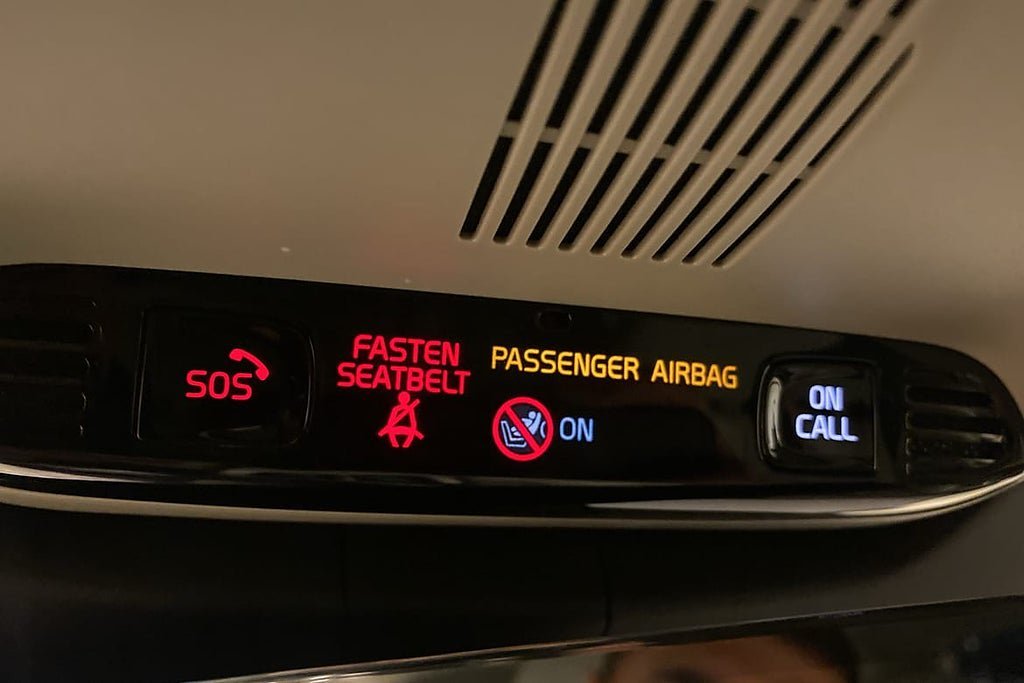 SOS
FASTEN
SEATBELT
PASSENGER AIRBAG
ON
ON
CALL